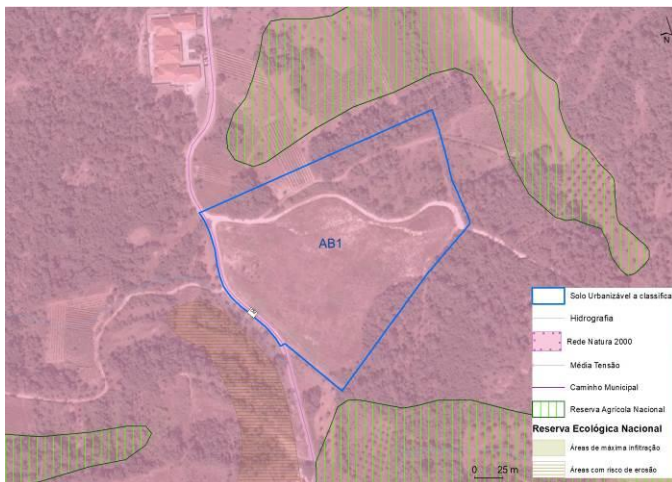 N
AB1
Solo Urbanizável a classifica
Hidrografia
Rede Natura 2000
Média Tensão
Caminho Municipal
Reserva Agrícola Nacional
Reserva Ecológica Nacional
Áreas de máxima infiltração
Áreas com risco de erosão
0 25 m